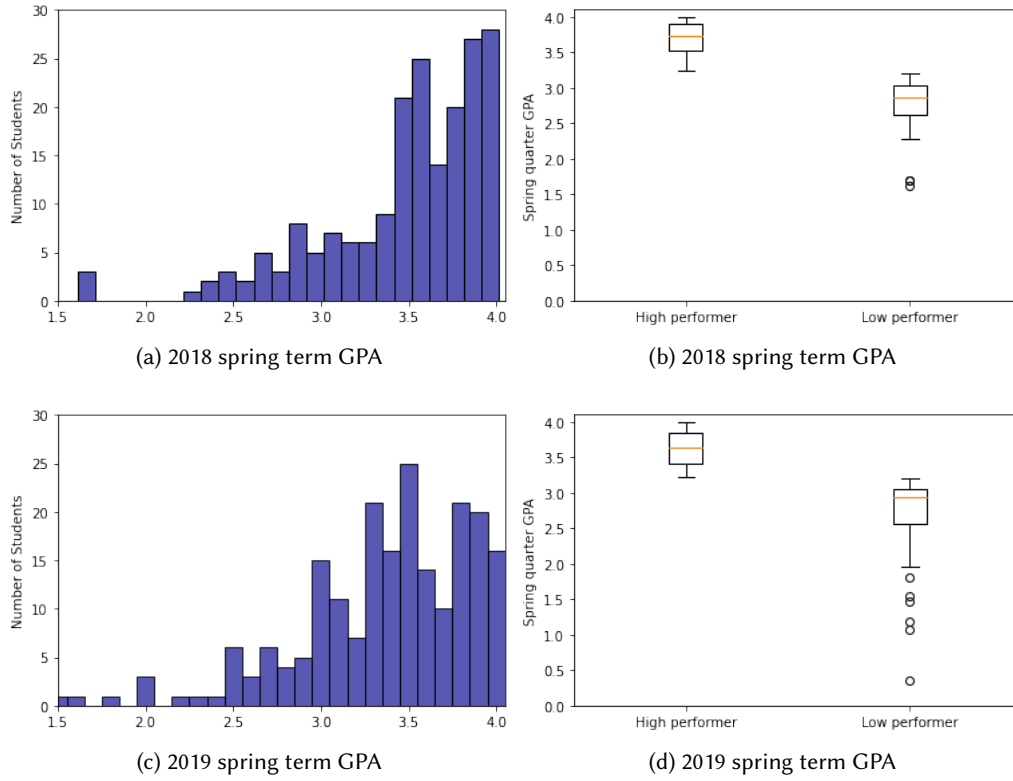 30
25
20
15
10
5
0
Number of Students
1.5 2.0 2.5 3.0 3.5 4.0
(a) 2018 spring term GPA
4.0
3.5
3.0
2.5
2.0
1.5
1.0
0.5
0.0
Spring quarter GPA
High performer Low performer
(b) 2018 spring term GPA
30
25
20
15
10
5
0
Number of Students
1.5 2.0 2.5 3.0 3.5 4.0
(c) 2019 spring term GPA
4.0
3.5
3.0
2.5
2.0
1.5
1.0
0.5
0.0
Spring quarter GPA
High performer Low performer
(d) 2019 spring term GPA